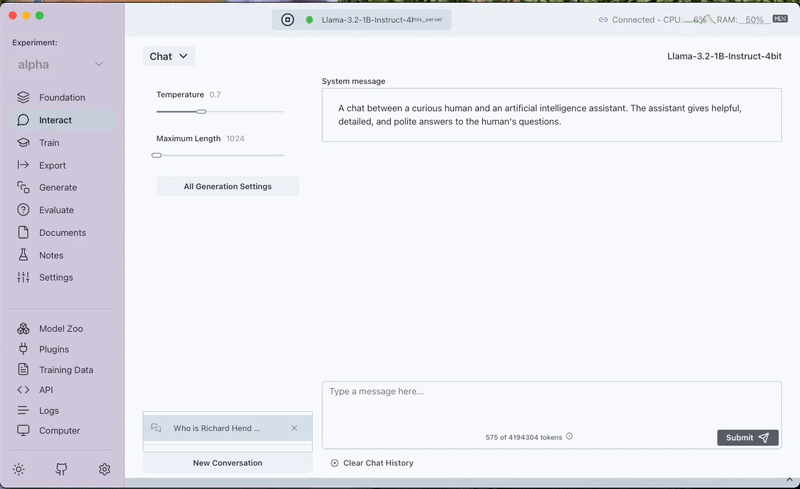 Llama-3.2-1B-Instruct-4
mlx_server
Connected - CPU: 6% RAM: 50% MLX
Experiment:
alpha
Foundation
Interact
Train
Export
Generate
Evaluate
Documents
Notes
Settings
Model Zoo
Plugins
Training Data
API
Logs
Computer
Chat
Llama-3.2-1B-Instruct-4bit
Temperature 0.7
Maximum Length 1024
All Generation Settings
System message
A chat between a curious human and an artificial intelligence assistant. The assistant gives helpful,
detailed, and polite answers to the human's questions.
Who is Richard Hend ...
New Conversation
Type a message here...
575 of 4194304 tokens
Submit
Clear Chat History